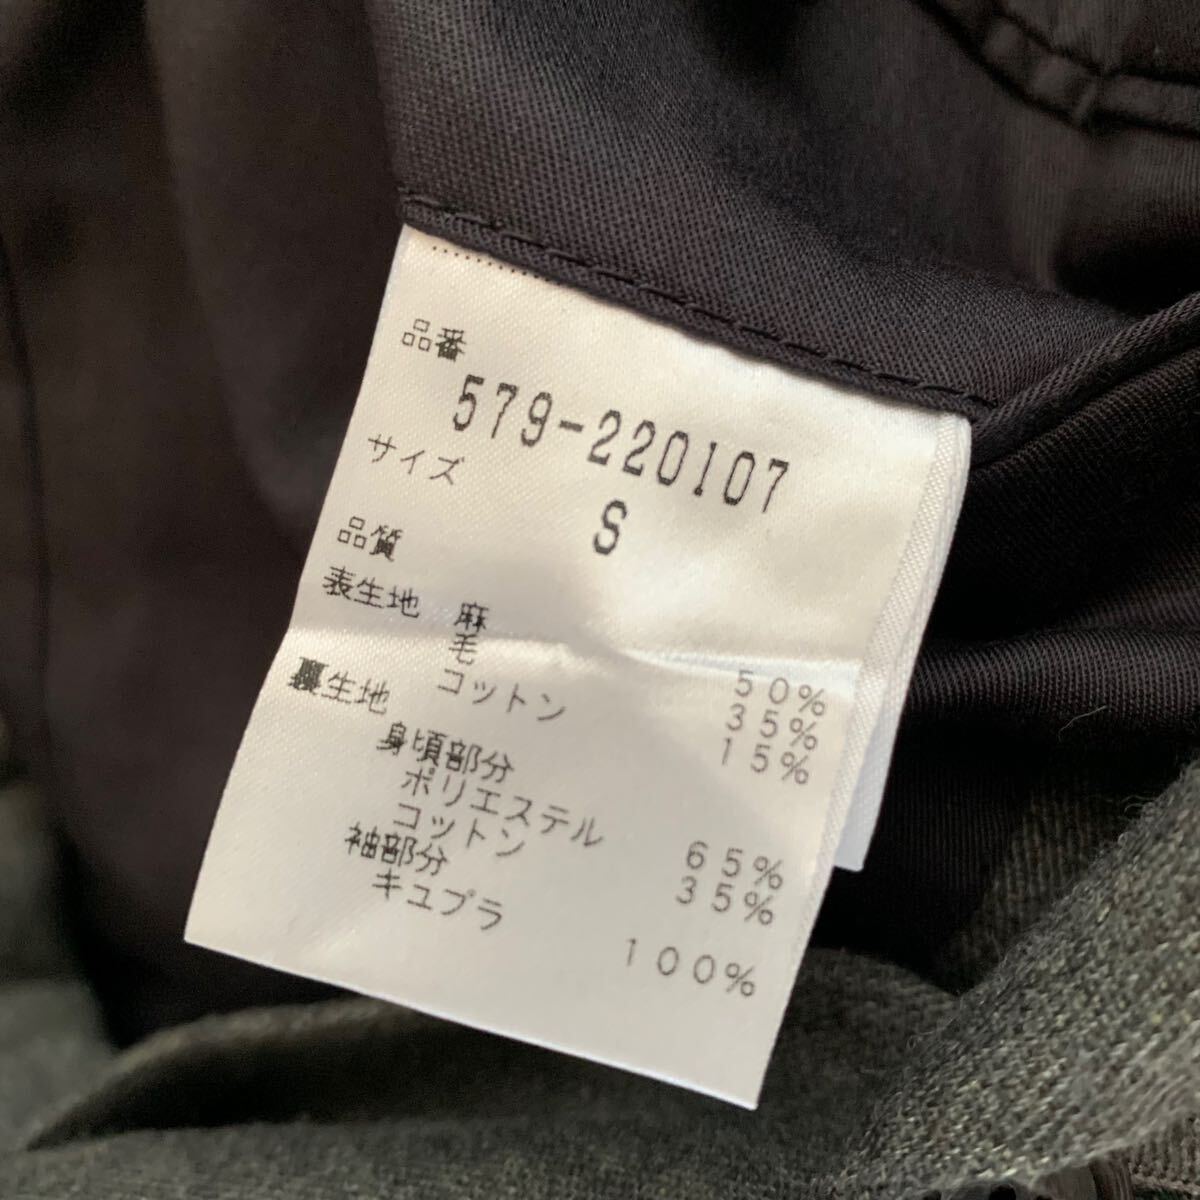 品番
579-220107
サイズ
S
品質
表生地 麻 50%
毛 35%
コットン 15%
裏生地
身頃部分
ポリエステル 65%
コットン 35%
袖部分
キュプラ 100%